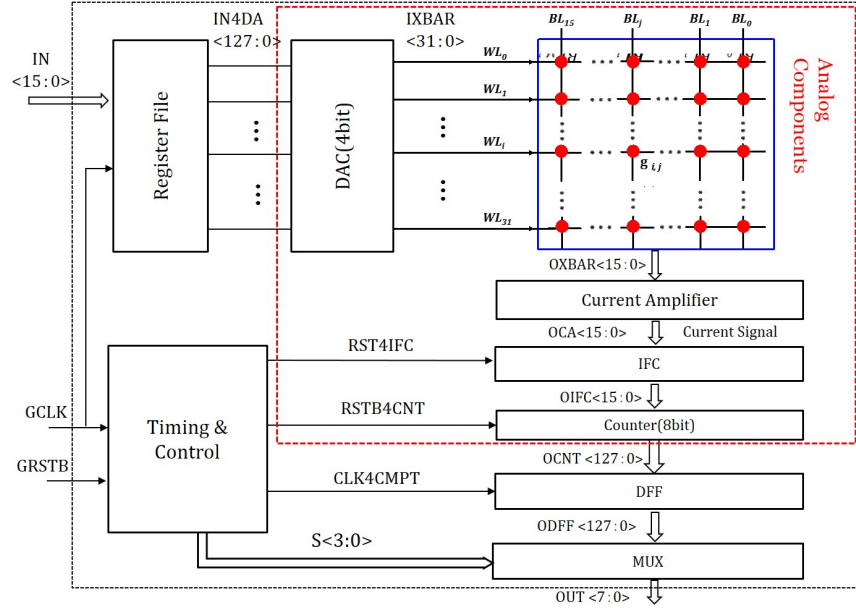 IN
<15:0>
IN4DA
<127:0>
IXBAR
<31:0>
BL15
BLj
BL1
BL0
Register File
DAC(4bit)
WL0
WL1
WLi
WL31
g i,j
Analog
Components
OXBAR<15:0>
Current Amplifier
OCA<15:0>
Current Signal
RST4IFC
IFC
OIFC<15:0>
GCLK
Timing &
Control
RSTB4CNT
Counter(8bit)
GRSTB
OCNT <127:0>
CLK4CMPT
DFF
ODFF <127:0>
S<3:0>
MUX
OUT <7:0>